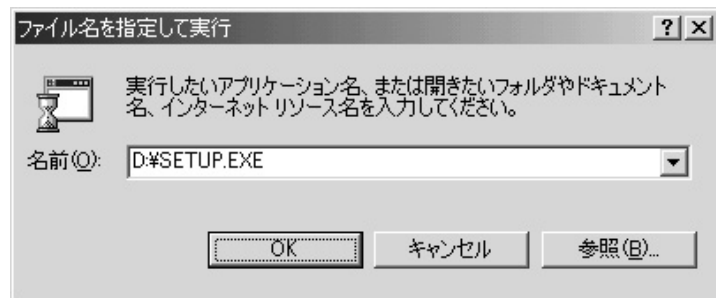 ファイル名を指定して実行
実行したいアプリケーション名、または開きたいフォルダやドキュメント
名、インターネット リソース名を入力してください。
名前(O): D:¥SETUP.EXE
OK キャンセル 参照(B)...